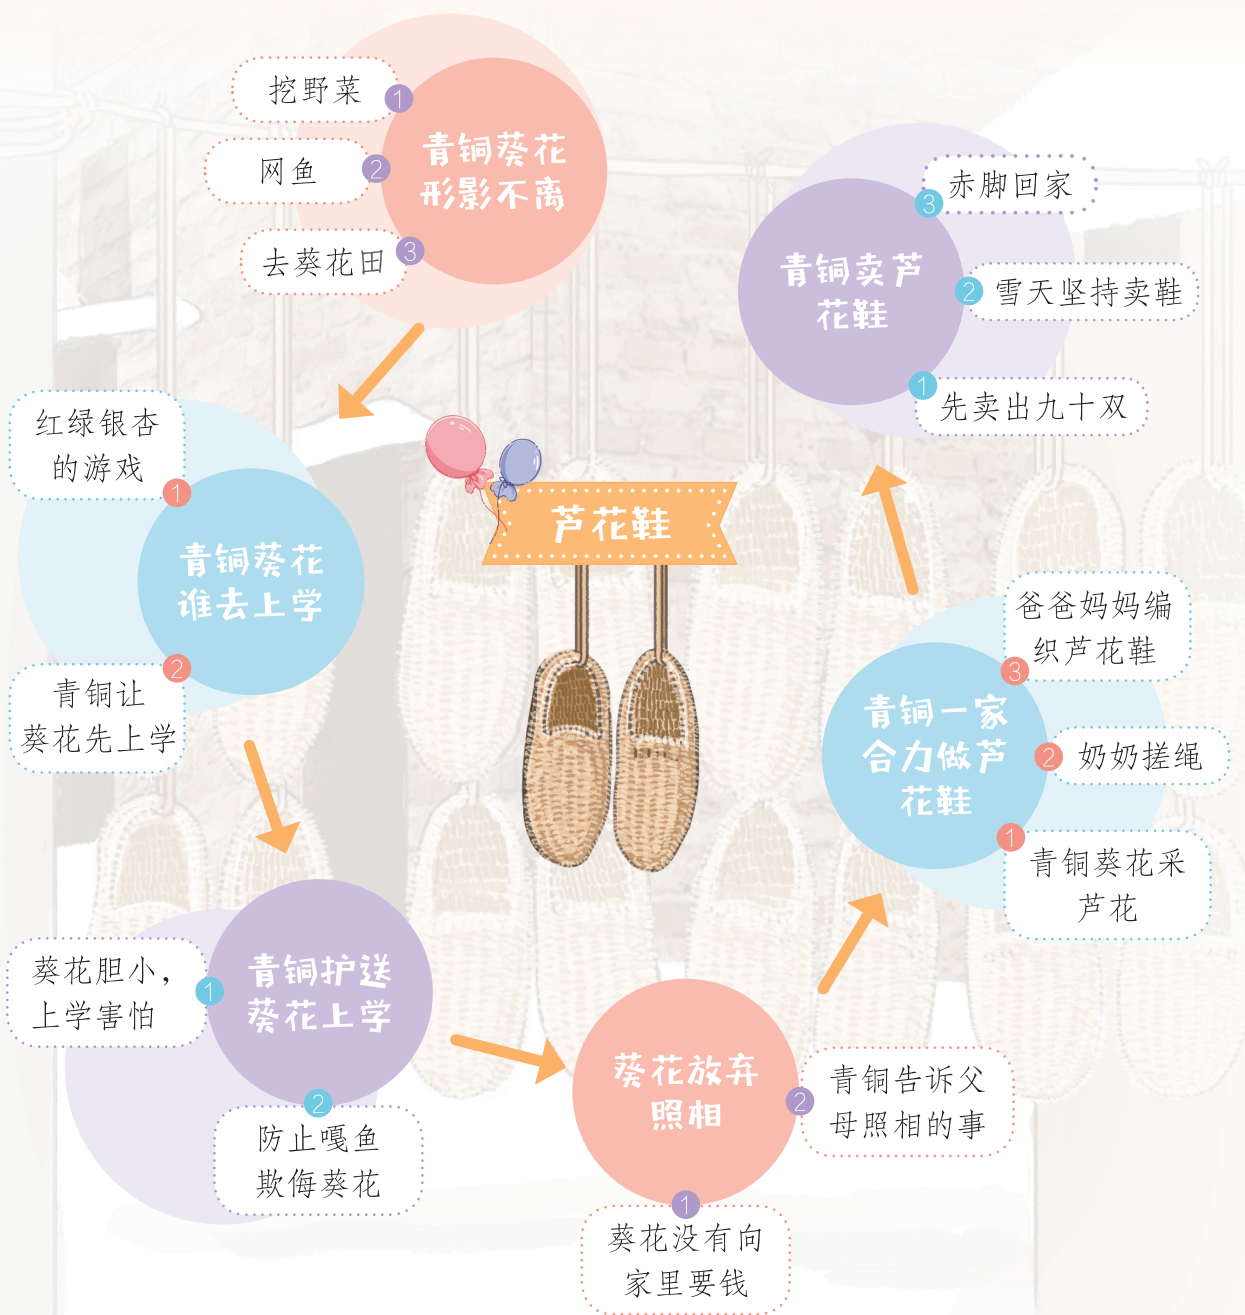 芦花鞋
青铜葵花
形影不离
1
挖野菜
2
网鱼
3
去葵花田
青铜葵花
谁去上学
1
红绿银杏
的游戏
2
青铜让
葵花先上学
青铜护送
葵花上学
1
葵花胆小，
上学害怕
2
防止嘎鱼
欺侮葵花
葵花放弃
照相
1
葵花没有向
家里要钱
2
青铜告诉父
母照相的事
青铜一家
合力做芦
花鞋
1
青铜葵花采
芦花
2
奶奶搓绳
3
爸爸妈妈编
织芦花鞋
青铜卖芦
花鞋
1
先卖出九十双
2
雪天坚持卖鞋
3
赤脚回家